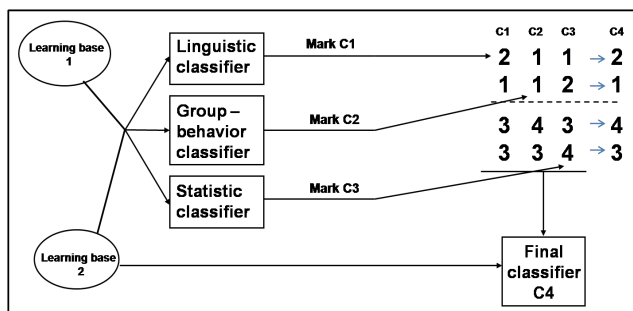 Learning base
1
Linguistic
classifier
Mark C1
Group –
behavior
classifier
Mark C2
Statistic
classifier
Mark C3
Learning base
2
C1 C2 C3 C4
2 1 1 → 2
1 1 2 → 1
3 4 3 → 4
3 3 4 → 3
Final
classifier
C4